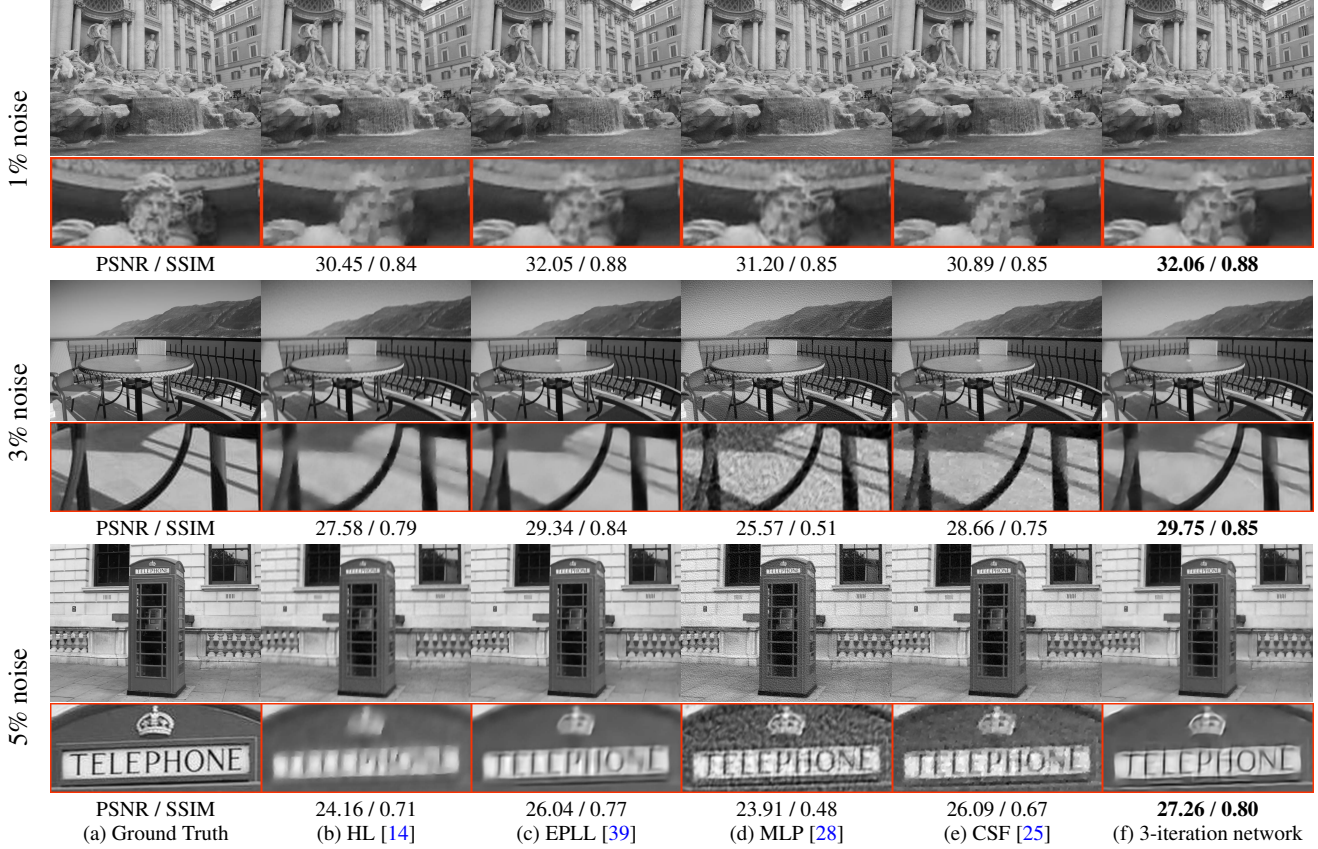 1% noise
PSNR / SSIM 30.45 / 0.84 32.05 / 0.88 31.20 / 0.85 30.89 / 0.85 32.06 / 0.88
3% noise
PSNR / SSIM 27.58 / 0.79 29.34 / 0.84 25.57 / 0.51 28.66 / 0.75 29.75 / 0.85
5% noise
TELEPHONE TELEPHONE TELEPHONE TELEPHONE
PSNR / SSIM 24.16 / 0.71 26.04 / 0.77 23.91 / 0.48 26.09 / 0.67 27.26 / 0.80
(a) Ground Truth (b) HL [14] (c) EPLL [39] (d) MLP [28] (e) CSF [25] (f) 3-iteration network